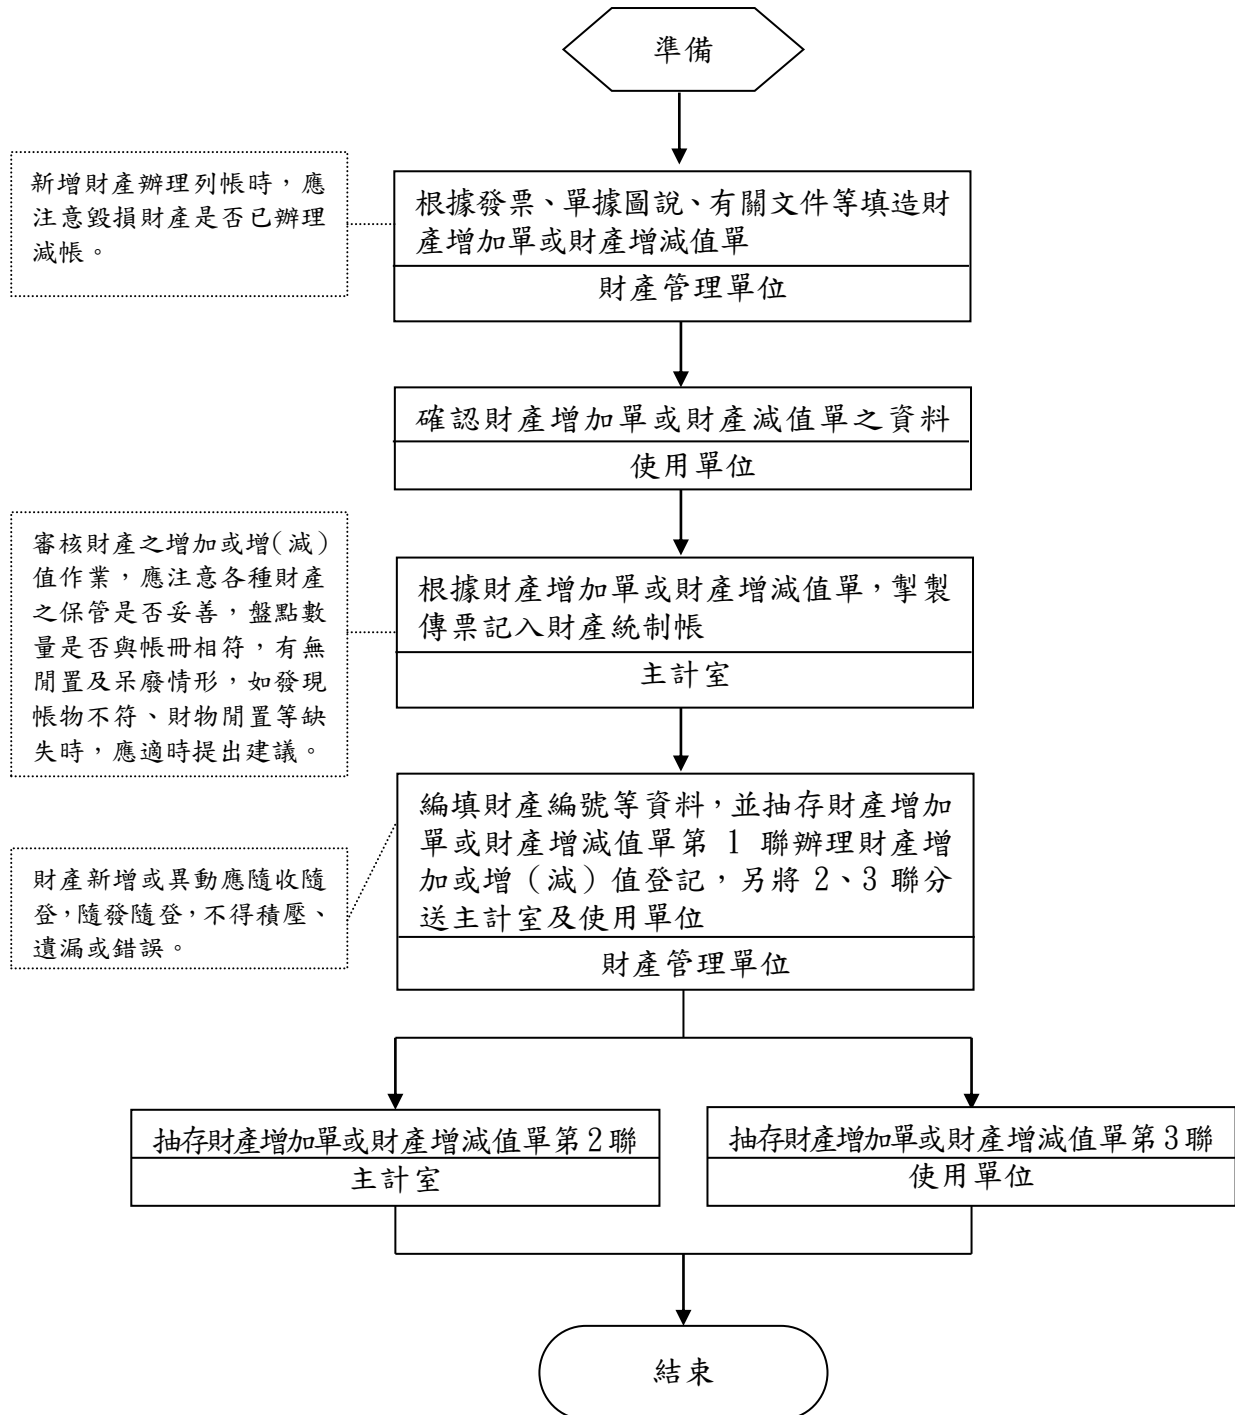 準備
新增財產辦理列帳時，應
注意毀損財產是否已辦理
減帳。
根據發票、單據圖說、有關文件等填造財
產增加單或財產增減值單
財產管理單位
確認財產增加單或財產減值單之資料
使用單位
審核財產之增加或增(減)
值作業，應注意各種財產
之保管是否妥善，盤點數
量是否與帳冊相符，有無
閒置及呆廢情形，如發現
帳物不符、財物閒置等缺
失時，應適時提出建議。
根據財產增加單或財產增減值單，掣製
傳票記入財產統制帳
主計室
編填財產編號等資料，並抽存財產增加
單或財產增減值單第 1 聯辦理財產增
加或增（減）值登記，另將 2、3 聯分
送主計室及使用單位
財產管理單位
財產新增或異動應隨收隨
登，隨發隨登，不得積壓、
遺漏或錯誤。
抽存財產增加單或財產增減值單第2聯
主計室
抽存財產增加單或財產增減值單第3聯
使用單位
結束